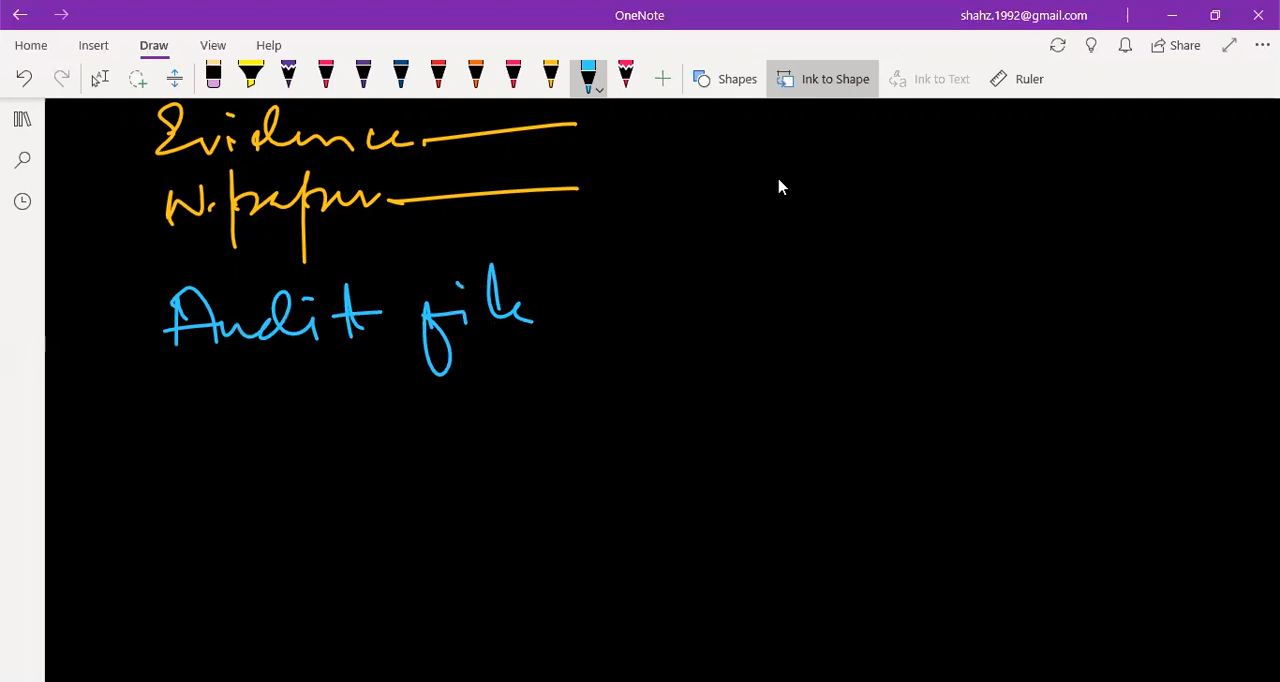 OneNote
shahz.1992@gmail.com
Home Insert Draw View Help
Share
Shapes Ink to Shape Ink to Text Ruler
Evidence
W. paper
Audit file